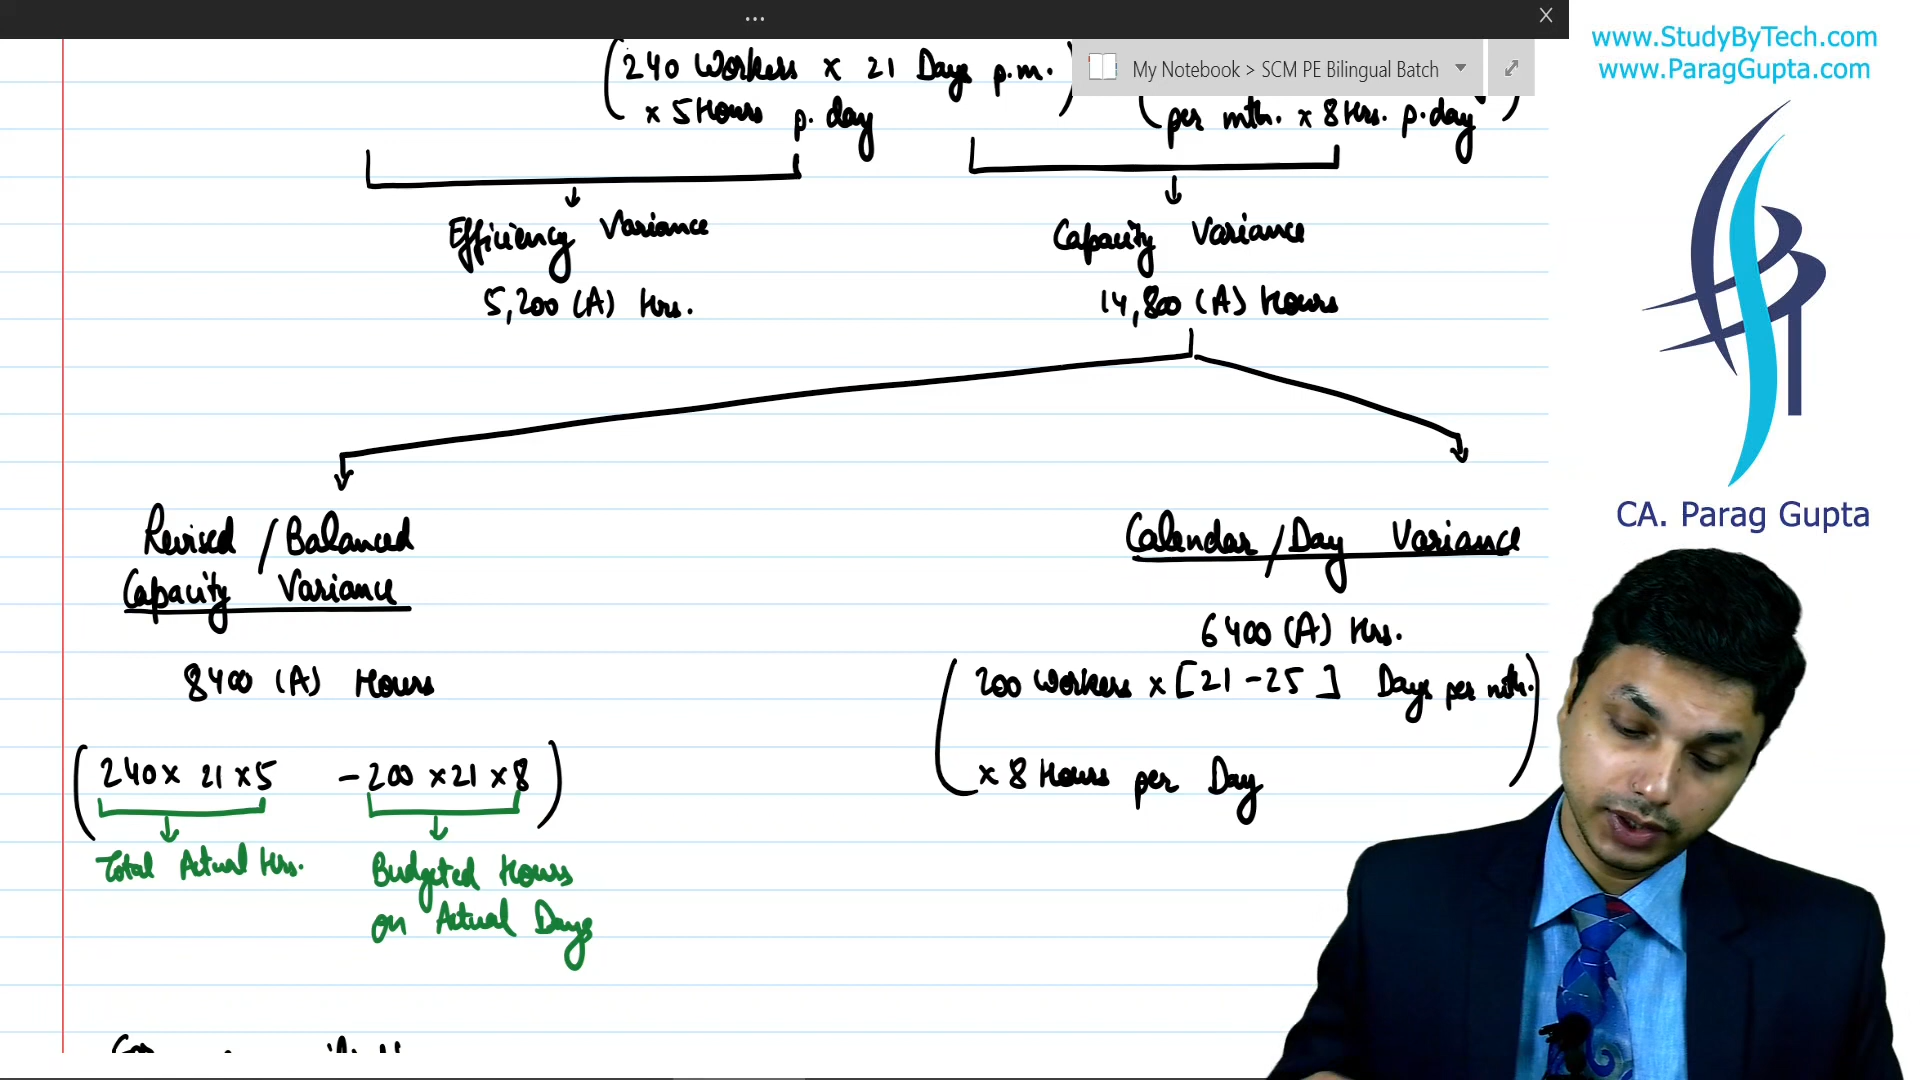 ...
X
www.StudyByTech.com
www.ParagGupta.com
My Notebook > SCM PE Bilingual Batch
(240 Workers x 21 Days p.m.
x 5 Hours p. day
(per mth. x 8 Hrs. p.day)
Efficiency Variance
5,200 (A) Hrs.
Capacity Variance
14,800 (A) Hours
CA. Parag Gupta
Revised / Balanced
Capacity Variance
8400 (A) Hours
(240 x 21 x 5 - 200 x 21 x 8)
Total Actual Hrs.
Budgeted Hours
on Actual Days
Calendar / Day Variance
6400 (A) Hrs.
(200 Workers x [21 - 25] Days per mth.
x 8 Hours per Day)